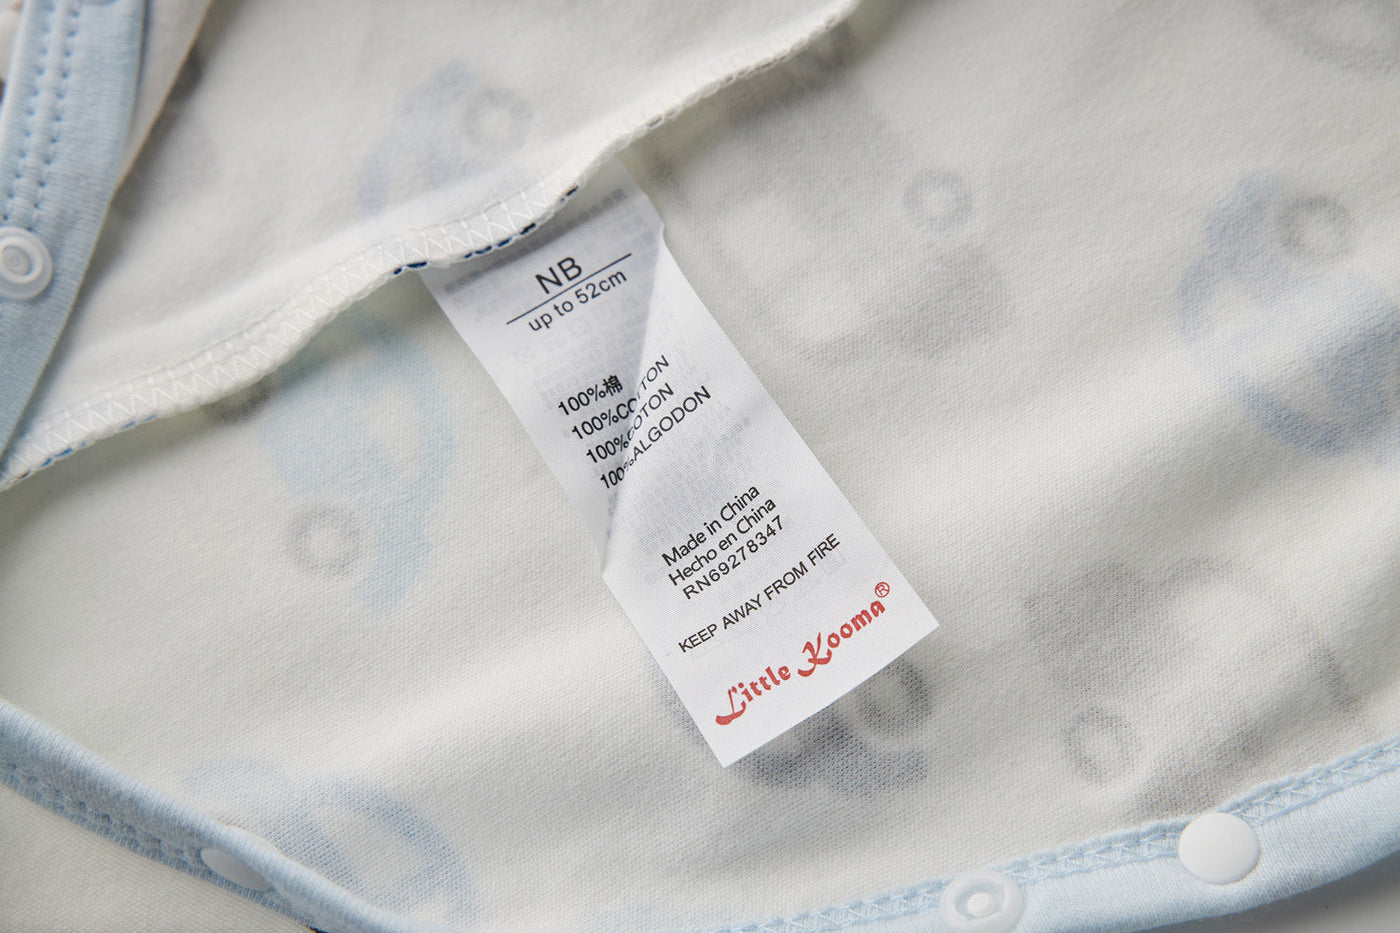 NB
up to 52cm
100%棉
100%COTTON
100%COTON
100%ALGODON
Made in China
Hecho en China
RN69278347
KEEP AWAY FROM FIRE
Little Kooma®